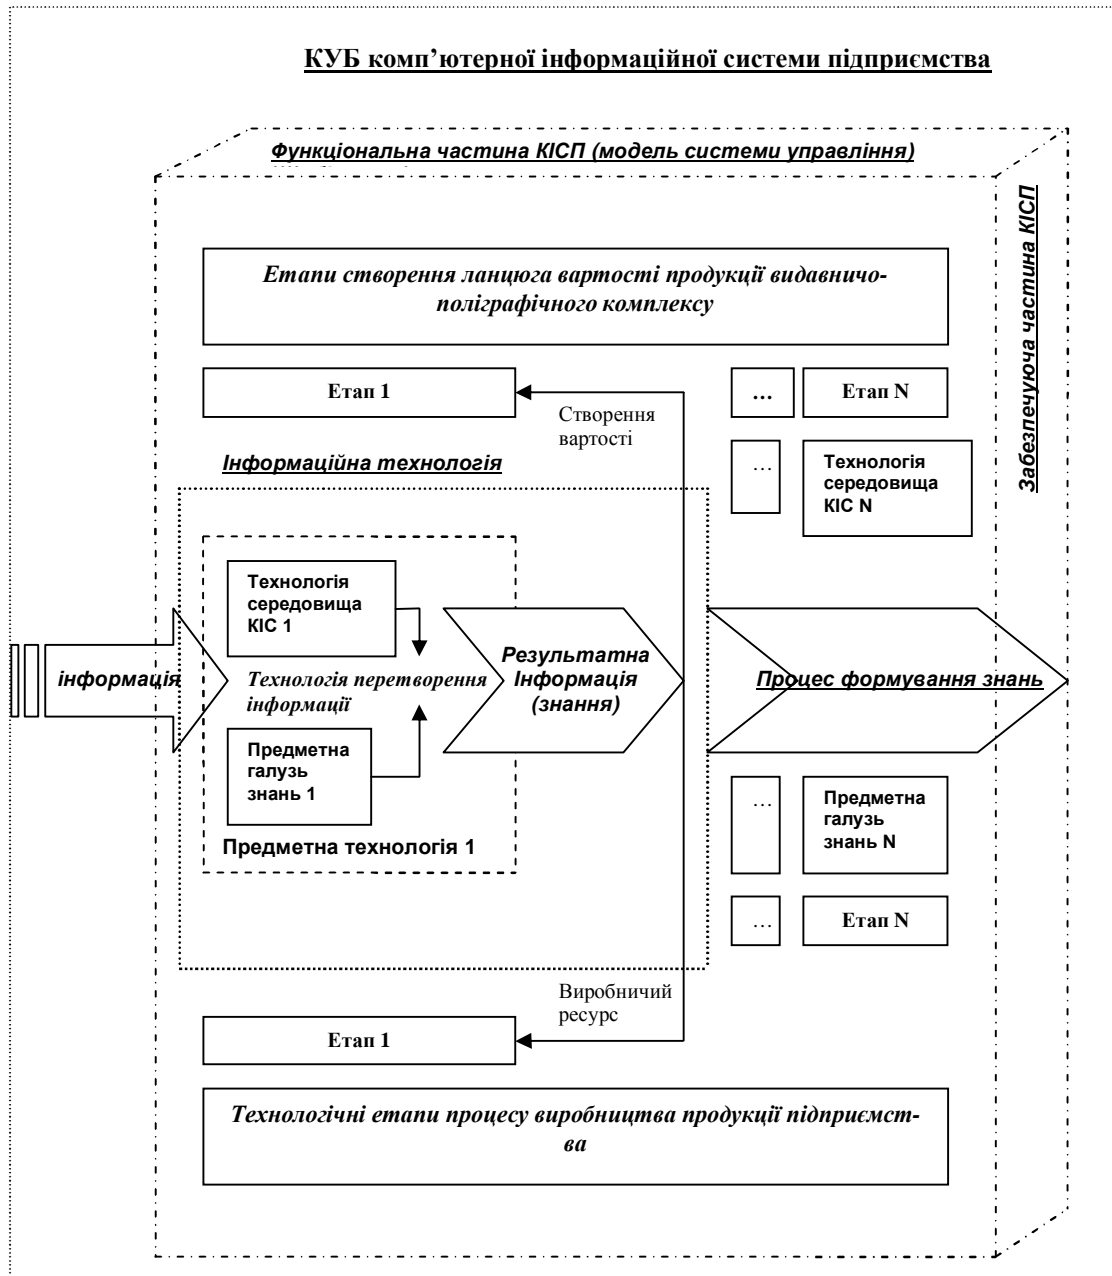 КУБ комп’ютерної інформаційної системи підприємства
Функціональна частина КІСП (модель системи управління)
Забезпечуюча частина КІСП
Етапи створення ланцюга вартості продукції видавничо-
поліграфічного комплексу
Етап 1
...
Етап N
Створення
вартості
Інформаційна технологія
…
Технологія
середовища
КІС N
Технологія
середовища
КІС 1
інформація
Технологія перетворення
інформації
Результатна
Інформація
(знання)
Процес формування знань
Предметна
галузь
знань 1
Предметна технологія 1
…
Предметна
галузь
знань N
…
Етап N
Виробничий
ресурс
Етап 1
Технологічні етапи процесу виробництва продукції підприємст-
ва